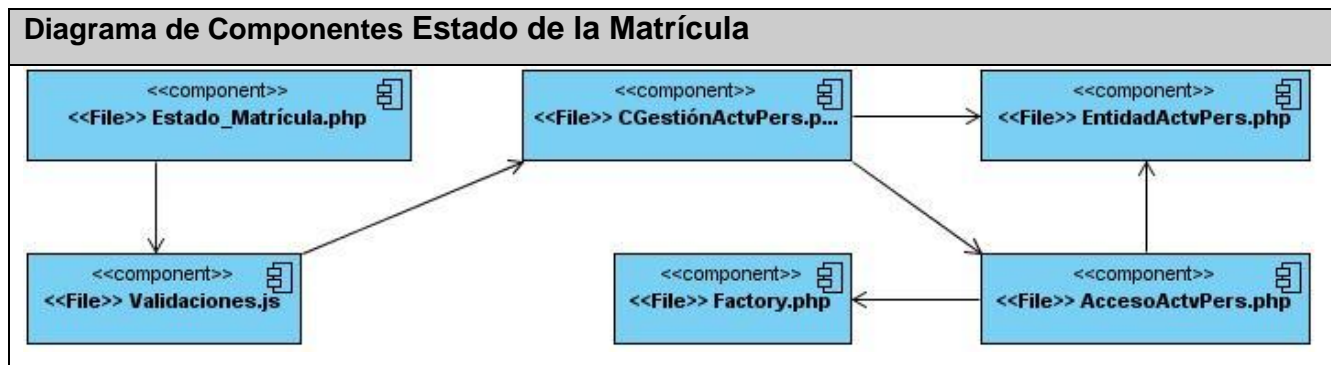 Diagrama de Componentes Estado de la Matrícula
<<component>>
<<File>> Estado_Matrícula.php
<<component>>
<<File>> CGestiónActvPers.p...
<<component>>
<<File>> EntidadActvPers.php
<<component>>
<<File>> Validaciones.js
<<component>>
<<File>> Factory.php
<<component>>
<<File>> AccesoActvPers.php